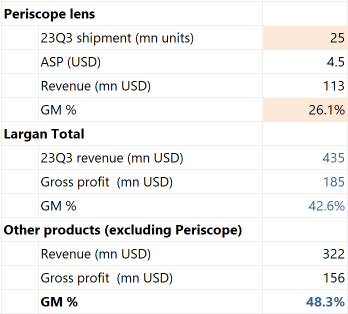 Periscope lens
23Q3 shipment (mn units) 25
ASP (USD) 4.5
Revenue (mn USD) 113
GM % 26.1%
Largan Total
23Q3 revenue (mn USD) 435
Gross profit (mn USD) 185
GM % 42.6%
Other products (excluding Periscope)
Revenue (mn USD) 322
Gross profit (mn USD) 156
GM % 48.3%